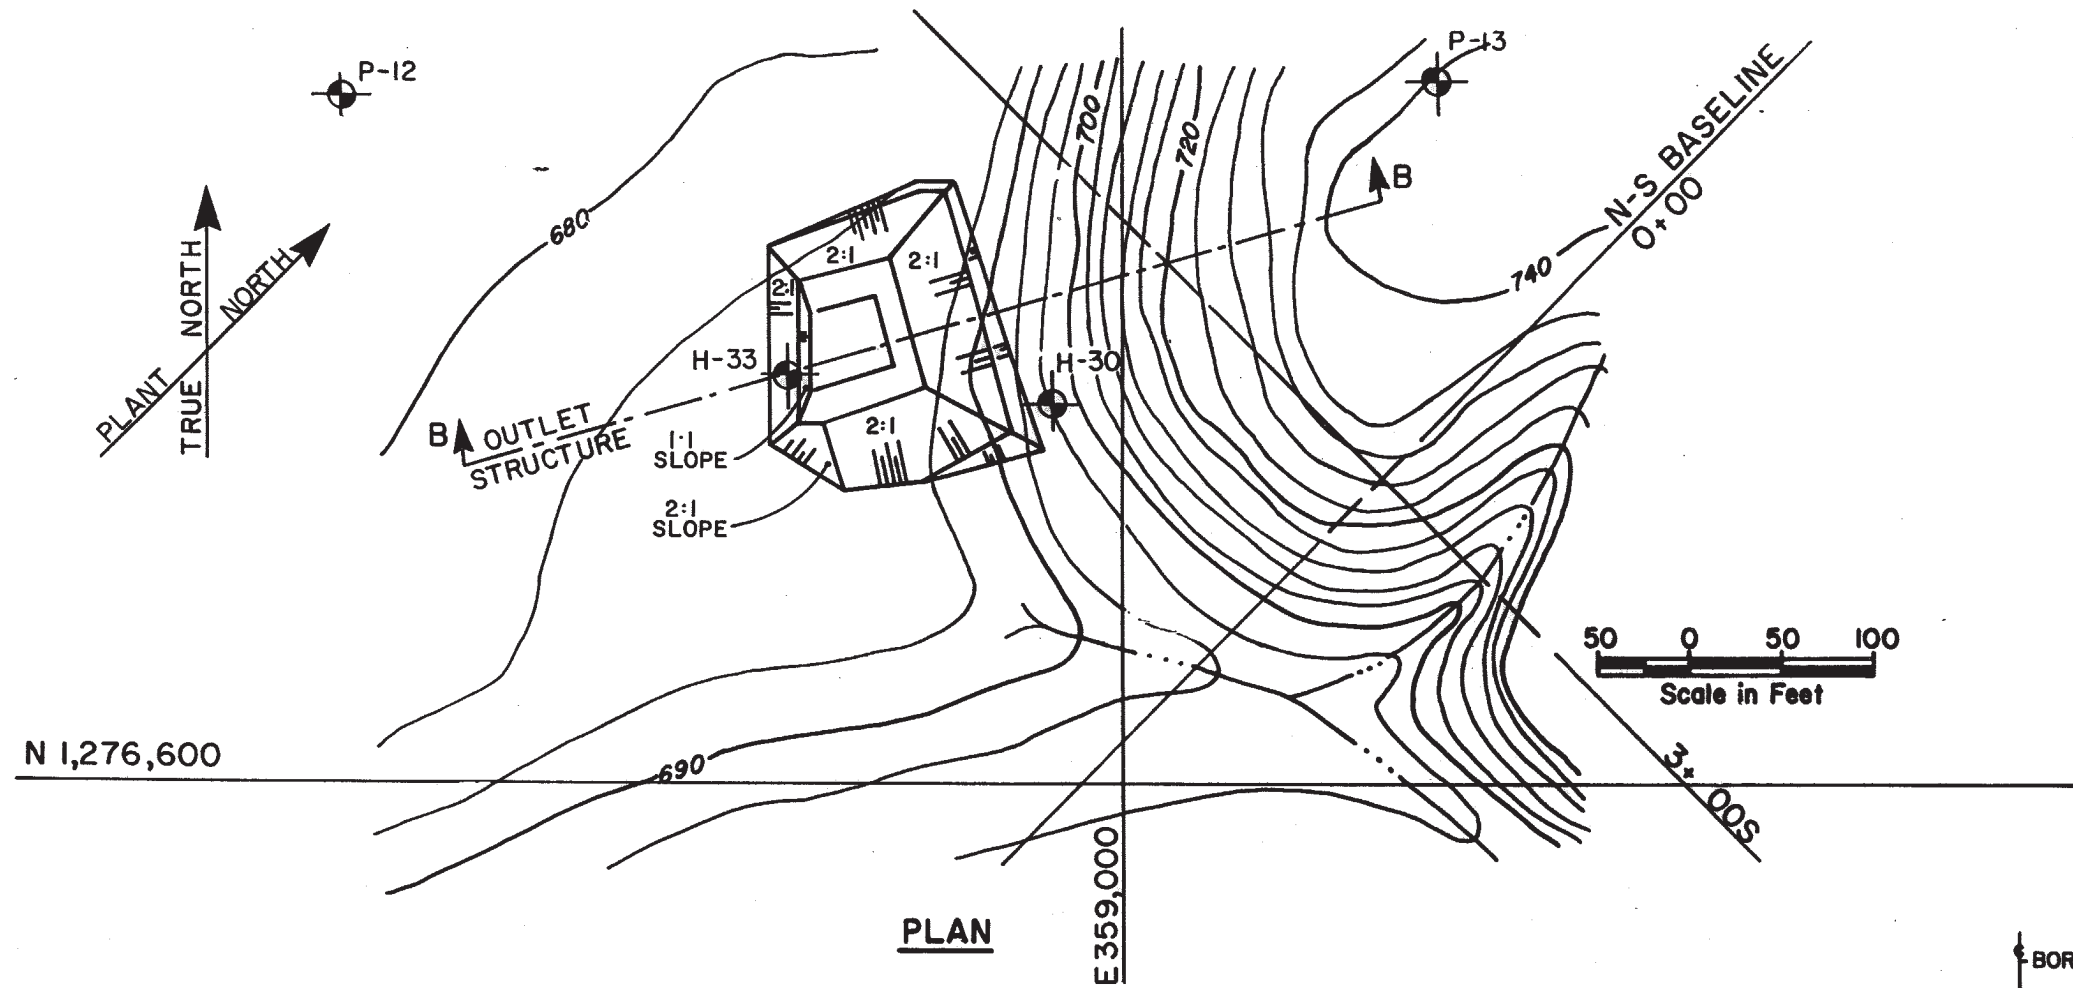 P-12
P-13
N-S BASELINE
0+00
700
720
B
680
740
TRUE NORTH
PLANT NORTH
2:1
2:1
2:1
H-33
H-30
B
OUTLET
STRUCTURE
2:1
1:1
SLOPE
2:1
SLOPE
50 0 50 100
Scale in Feet
N 1,276,600
690
3+00S
E 359,000
PLAN
BOR